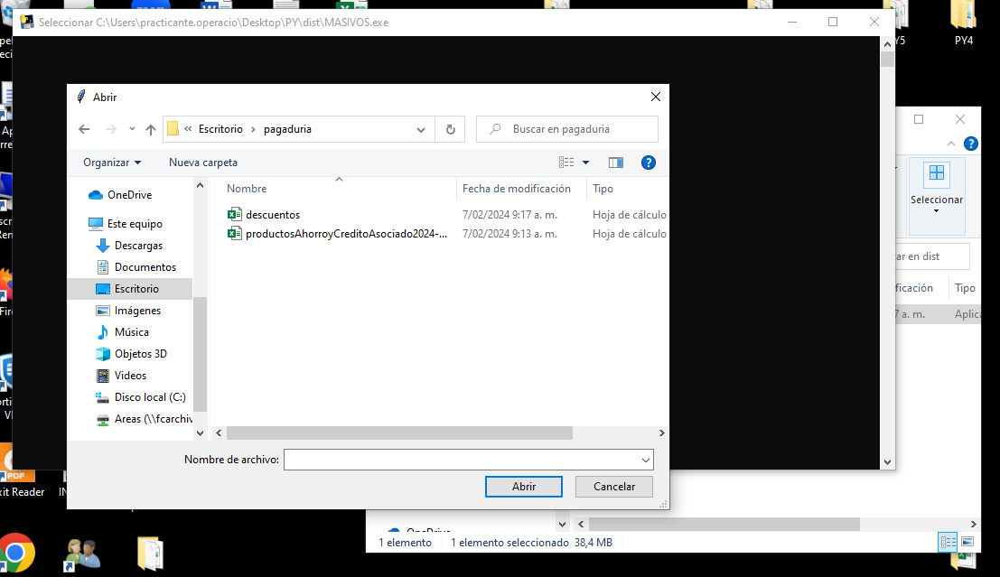 Seleccionar C:\Users\practicante.operacio\Desktop\PY\dist\MASIVOS.exe
PY4
Abrir
Escritorio > pagaduria
Buscar en pagaduria
Organizar
Nueva carpeta
Nombre
Fecha de modificación
Tipo
OneDrive
Este equipo
Descargas
Documentos
Escritorio
Imágenes
Música
Objetos 3D
Videos
Disco local (C:)
Areas (\\fcarchiv
descuentos 7/02/2024 9:17 a. m. Hoja de cálculo
productosAhorroyCreditoAsociado2024-... 7/02/2024 9:13 a. m. Hoja de cálculo
Nombre de archivo:
Abrir
Cancelar
Seleccionar
ar en dist
ficación
Tipo
7 a. m.
Aplica
xit Reader
PDF
1 elemento
1 elemento seleccionado 38,4 MB